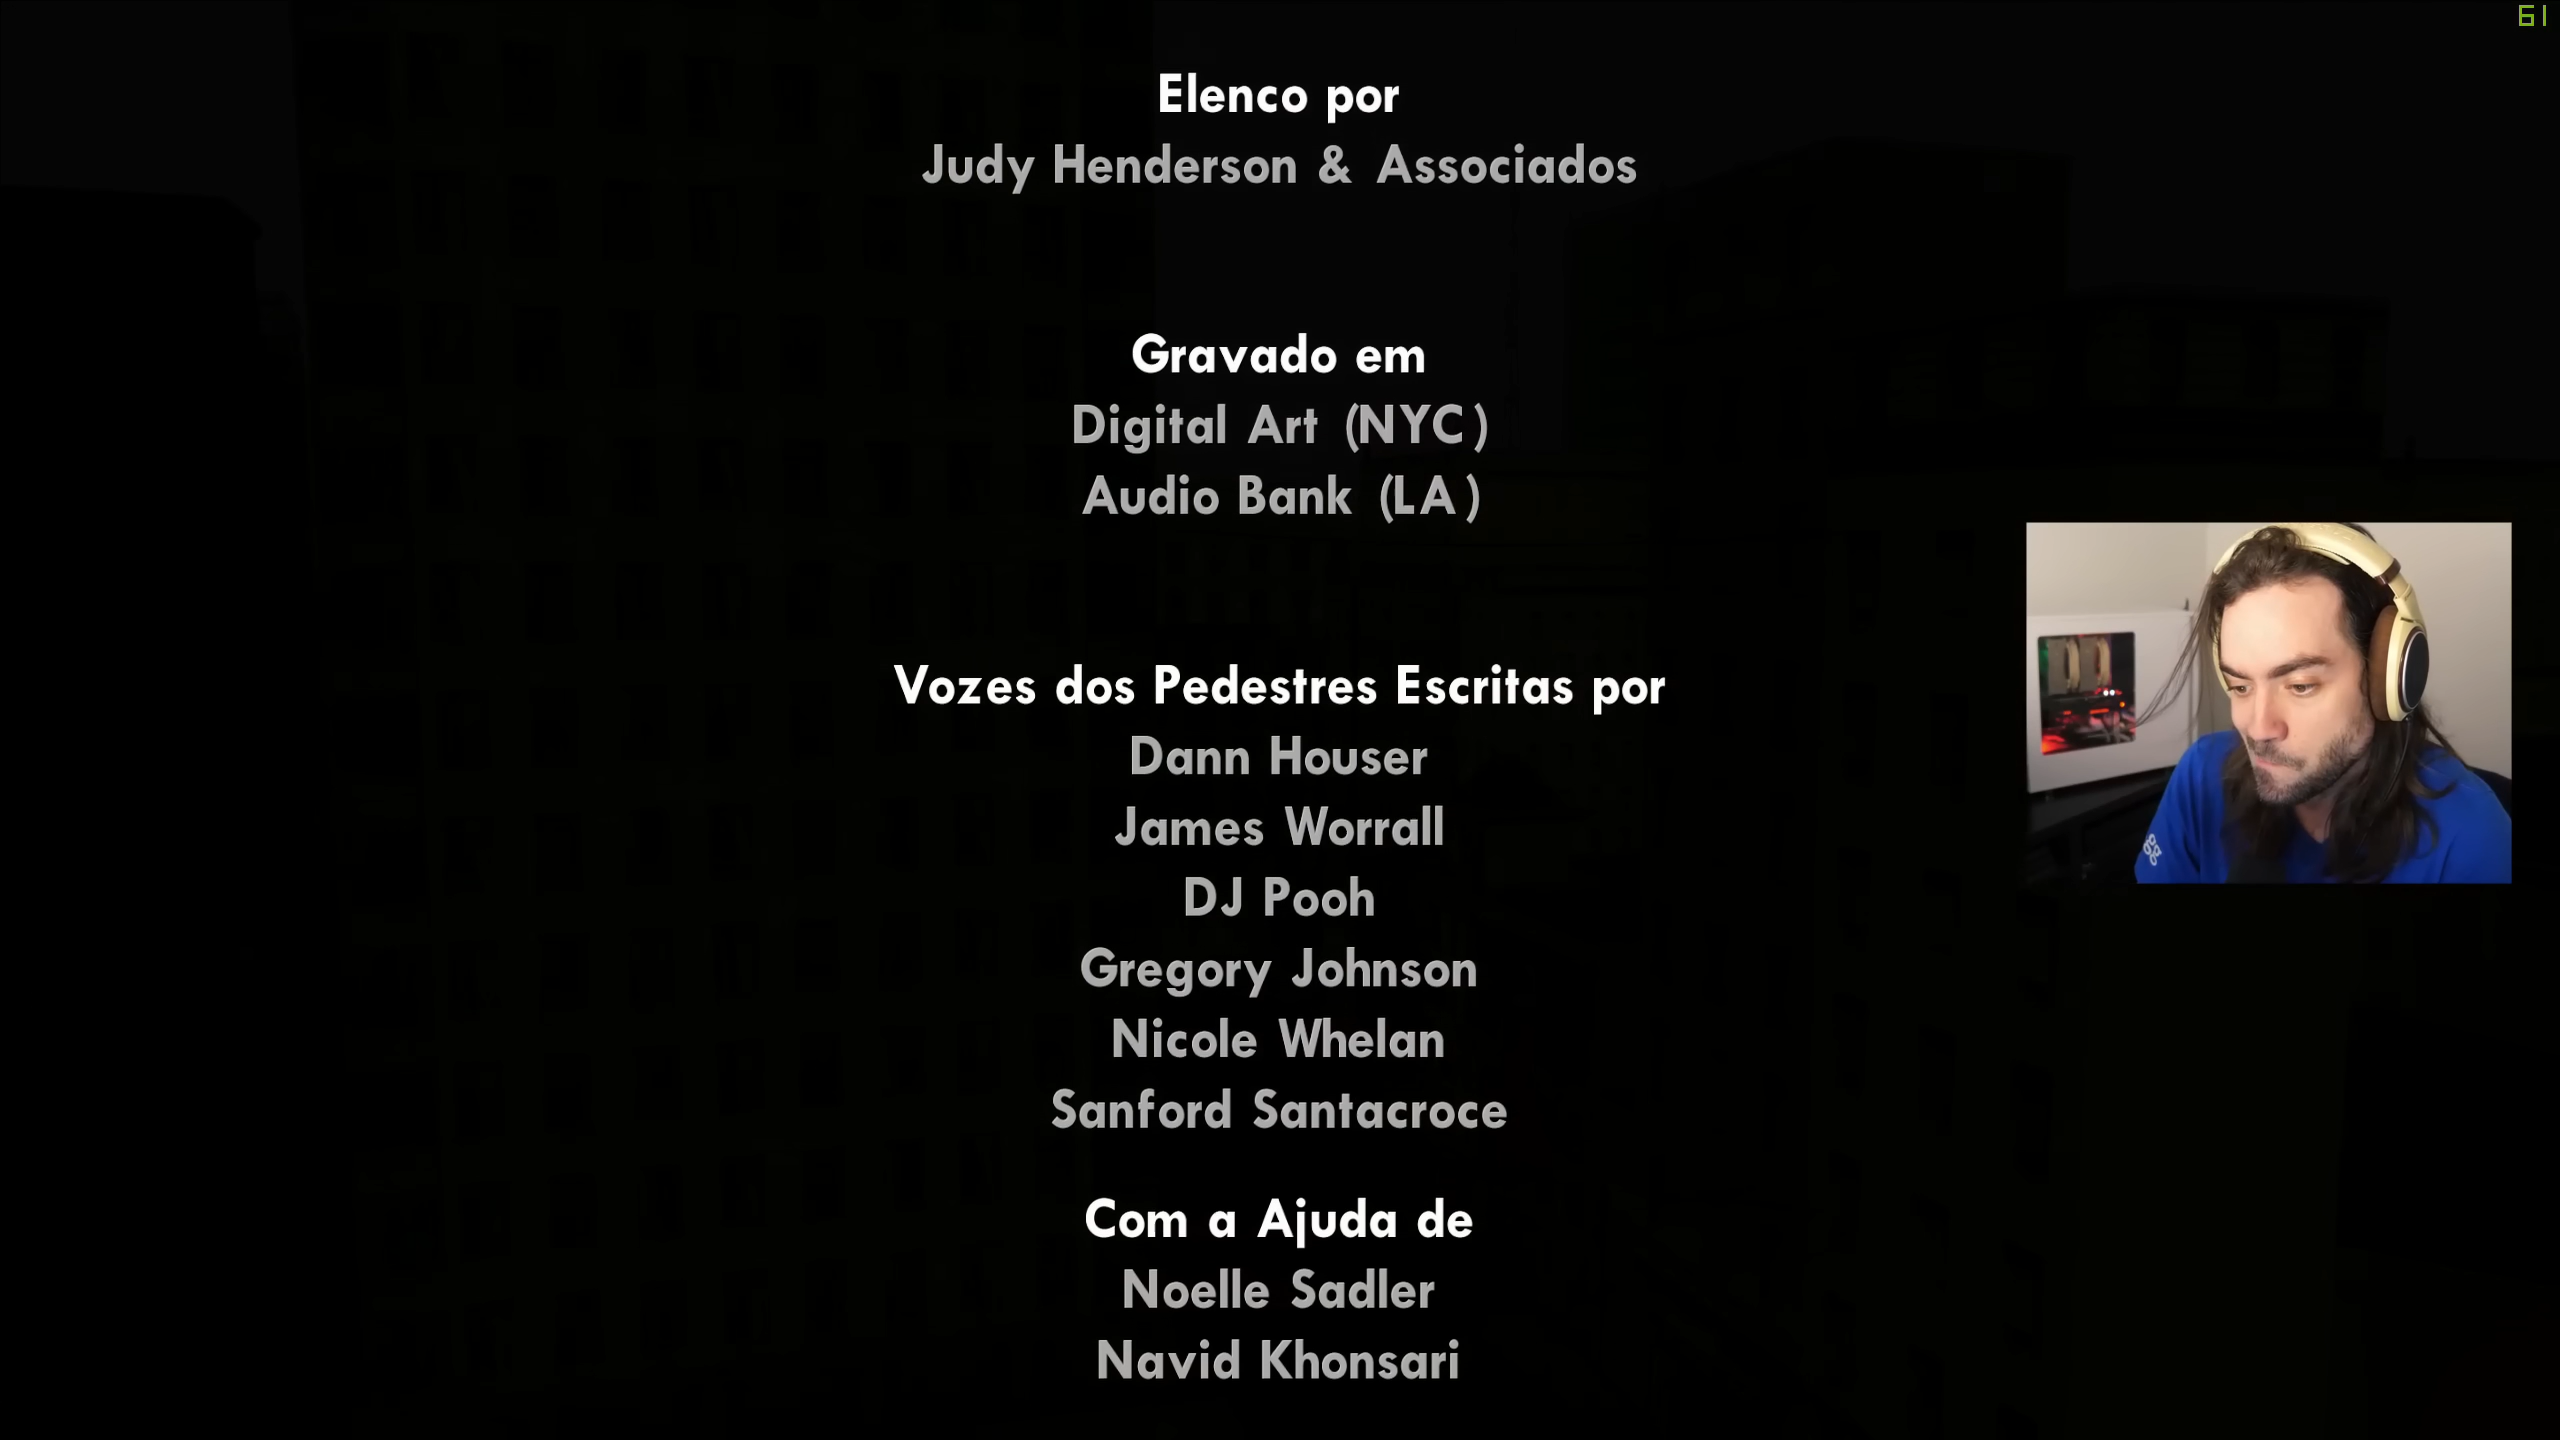 61
Elenco por
Judy Henderson & Associados
Gravado em
Digital Art (NYC)
Audio Bank (LA)
Vozes dos Pedestres Escritas por
Dann Houser
James Worrall
DJ Pooh
Gregory Johnson
Nicole Whelan
Sanford Santacroce
Com a Ajuda de
Noelle Sadler
Navid Khonsari